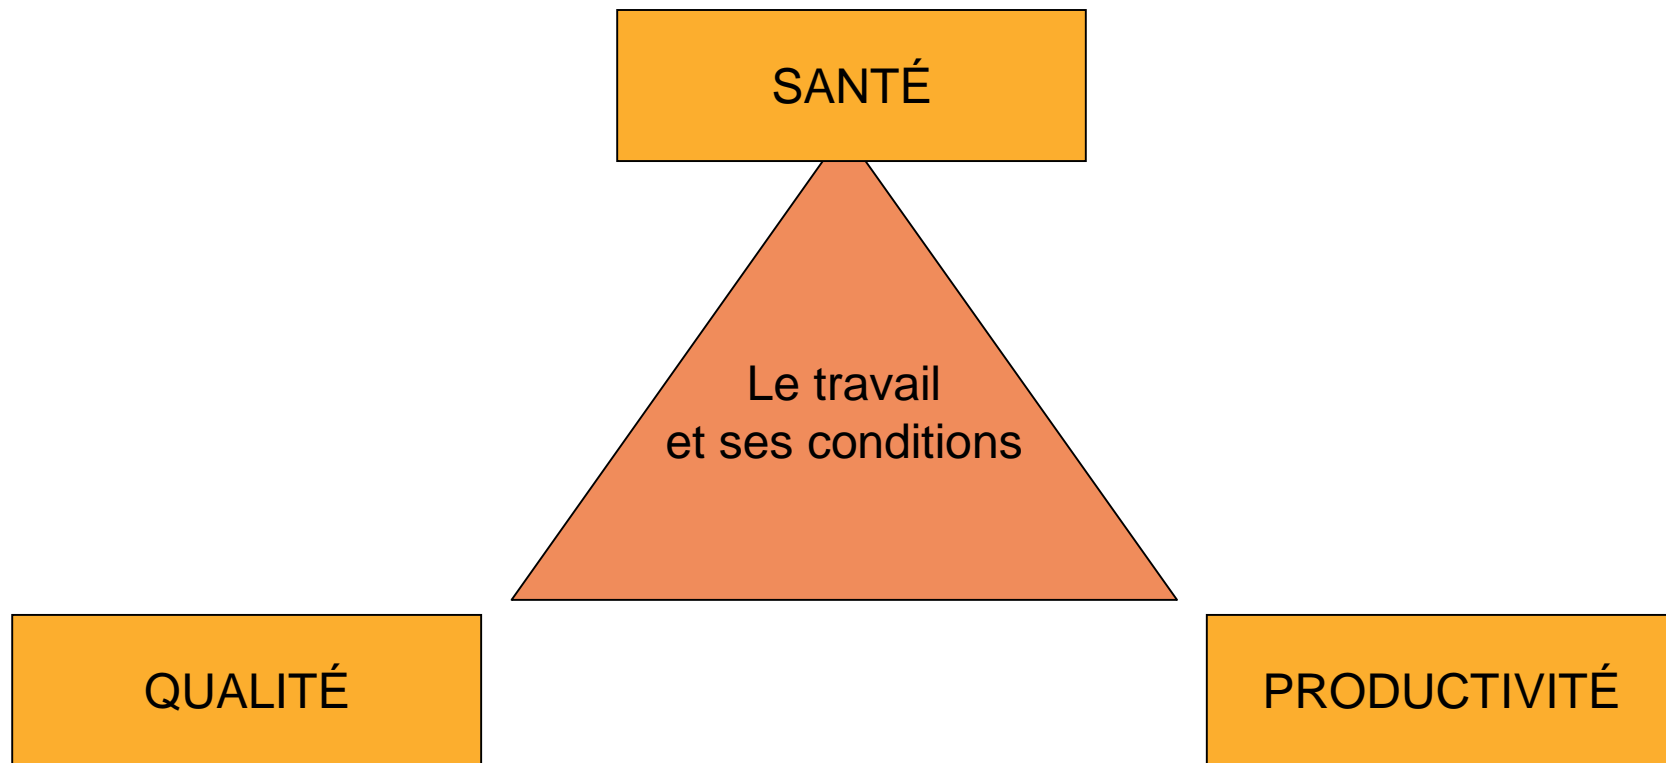 SANTÉ
Le travail
et ses conditions
QUALITÉ
PRODUCTIVITÉ